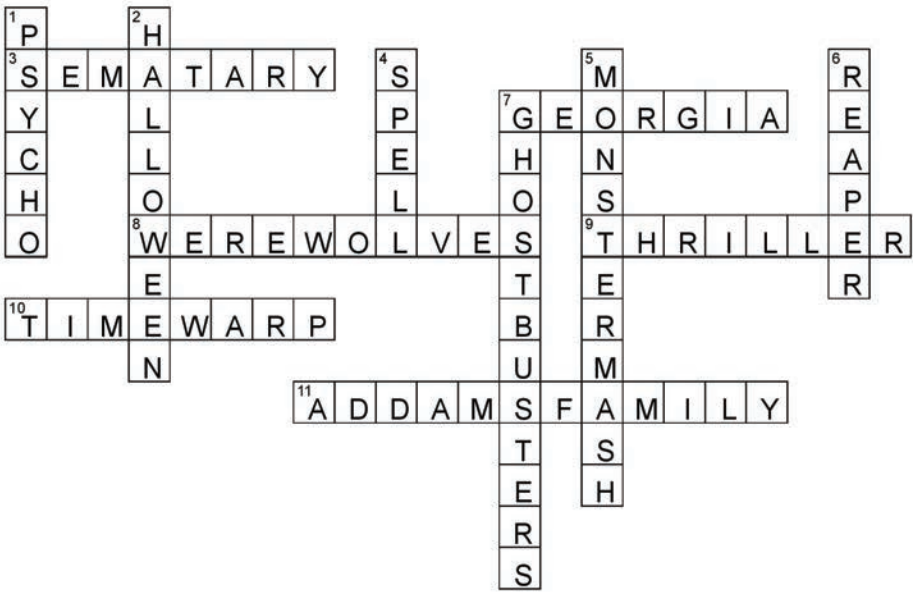 1 P 2 H
3 S E M A T A R Y 4 S 5 M 6 R
Y L P 7 G E O R G I A E
C L E H N A
H O L O S P
O 8 W E R E W O L V E S 9 T H R I L L E R
E T E R
10 T I M E W A R P B R
N U M
11 A D D A M S F A M I L Y
T S
E H
R
S